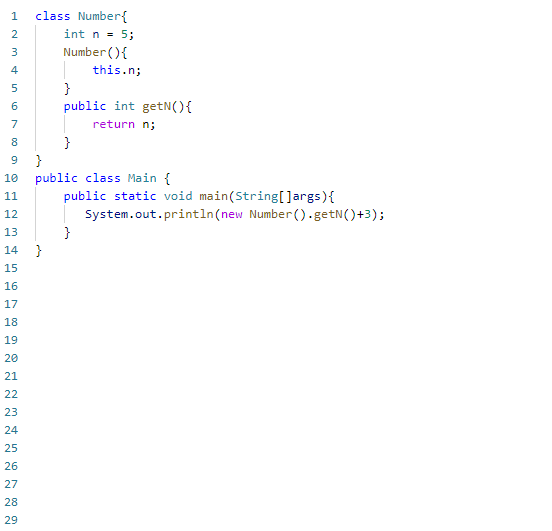 1 class Number{
2 int n = 5;
3 Number(){
4 this.n;
5 }
6 public int getN(){
7 return n;
8 }
9 }
10 public class Main {
11 public static void main(String[]args){
12 System.out.println(new Number().getN()+3);
13 }
14 }
15
16
17
18
19
20
21
22
23
24
25
26
27
28
29